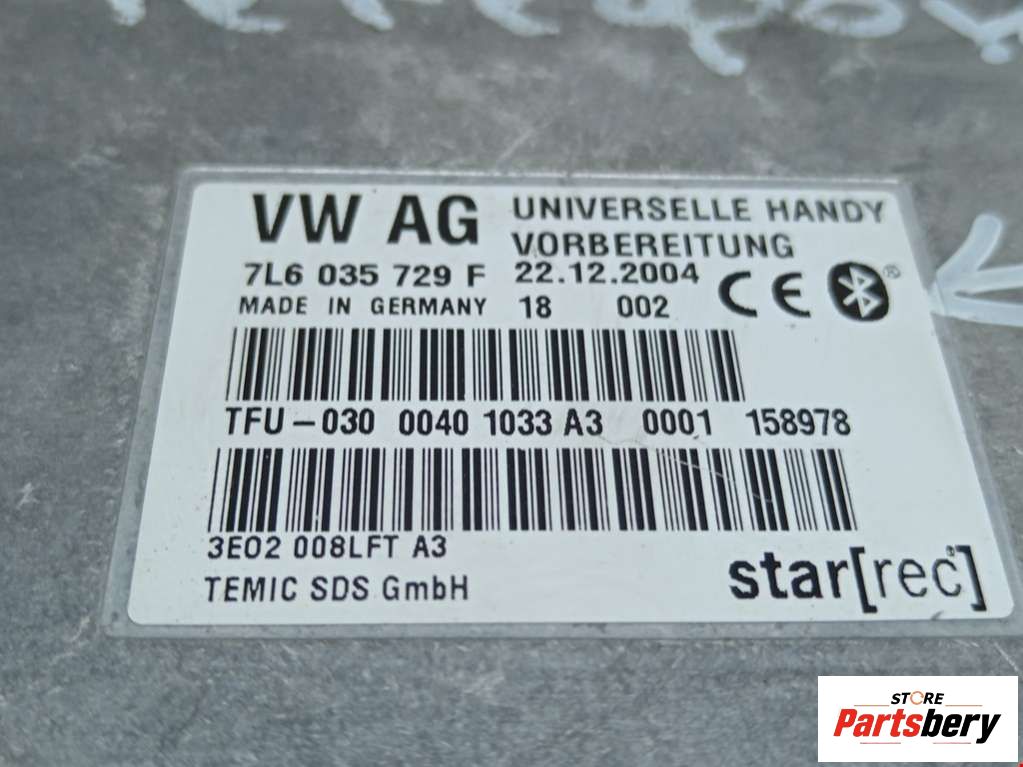 VW AG
UNIVERSELLE HANDY
VORBEREITUNG
7L6 035 729 F
22.12.2004
MADE IN GERMANY
18 002
CE
TFU-030 0040 1033 A3 0001 158978
3E02 008LFT A3
TEMIC SDS GmbH
star[rec]
STORE
Partsbery